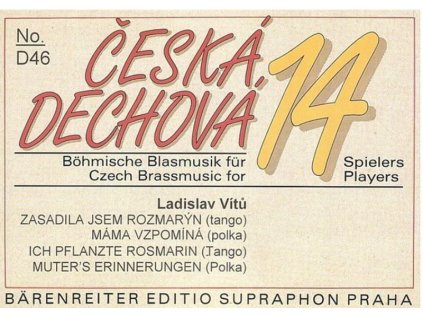 No.
D46
ČESKÁ
DECHOVÁ
14
Böhmische Blasmusik für
Spielers
Czech Brassmusic for
Players
Ladislav Vítů
ZASADILA JSEM ROZMARÝN (tango)
MÁMA VZPOMÍNÁ (polka)
ICH PFLANZTE ROSMARIN (Tango)
MUTER'S ERINNERUNGEN (Polka)
BÄRENREITER EDITIO SUPRAPHON PRAHA